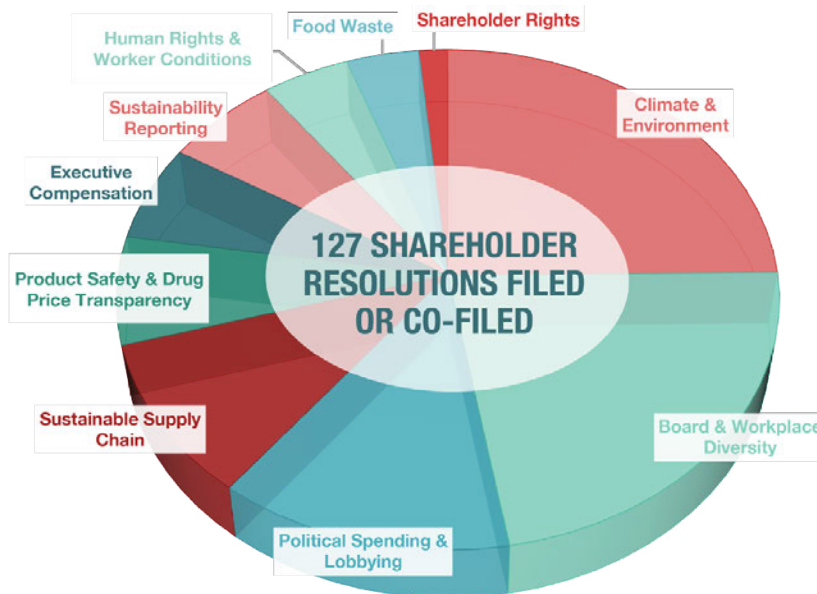 Shareholder Rights
Food Waste
Human Rights &
Worker Conditions
Sustainability
Reporting
Executive
Compensation
Product Safety & Drug
Price Transparency
Sustainable Supply
Chain
Political Spending &
Lobbying
Board & Workplace
Diversity
Climate &
Environment
127 SHAREHOLDER
RESOLUTIONS FILED
OR CO-FILED